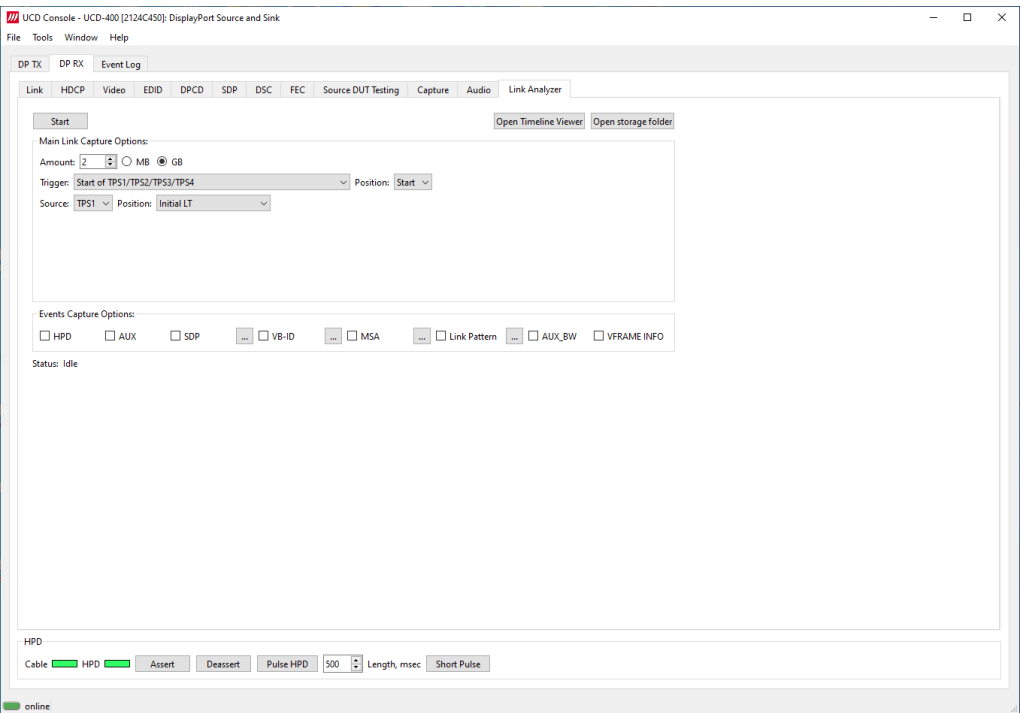 UCD Console - UCD-400 [2124C450]: DisplayPort Source and Sink
File Tools Window Help
DP TX DP RX Event Log
Link HDCP Video EDID DPCD SDP DSC FEC Source DUT Testing Capture Audio Link Analyzer
Start Open Timeline Viewer Open storage folder
Main Link Capture Options:
Amount: 2 MB GB
Trigger: Start of TPS1/TPS2/TPS3/TPS4 Position: Start
Source: TPS1 Position: Initial LT
Events Capture Options:
HPD AUX SDP ... VB-ID ... MSA ... Link Pattern ... AUX_BW VFRAME INFO
Status: Idle
HPD
Cable HPD Assert Deassert Pulse HPD 500 Length, msec Short Pulse
online